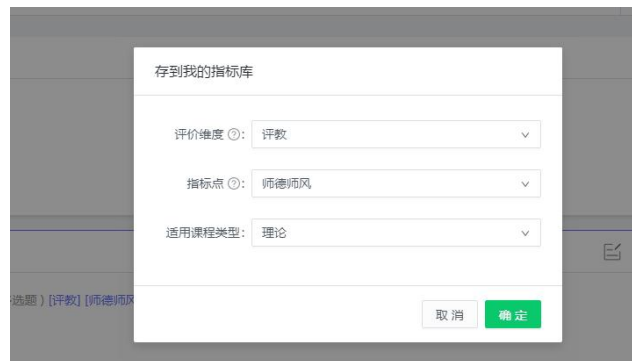 存到我的指标库
评价维度 ?: 评教
指标点 ?: 师德师风
适用课程类型: 理论
选题 ) [评教] [师德师风
取消 确定